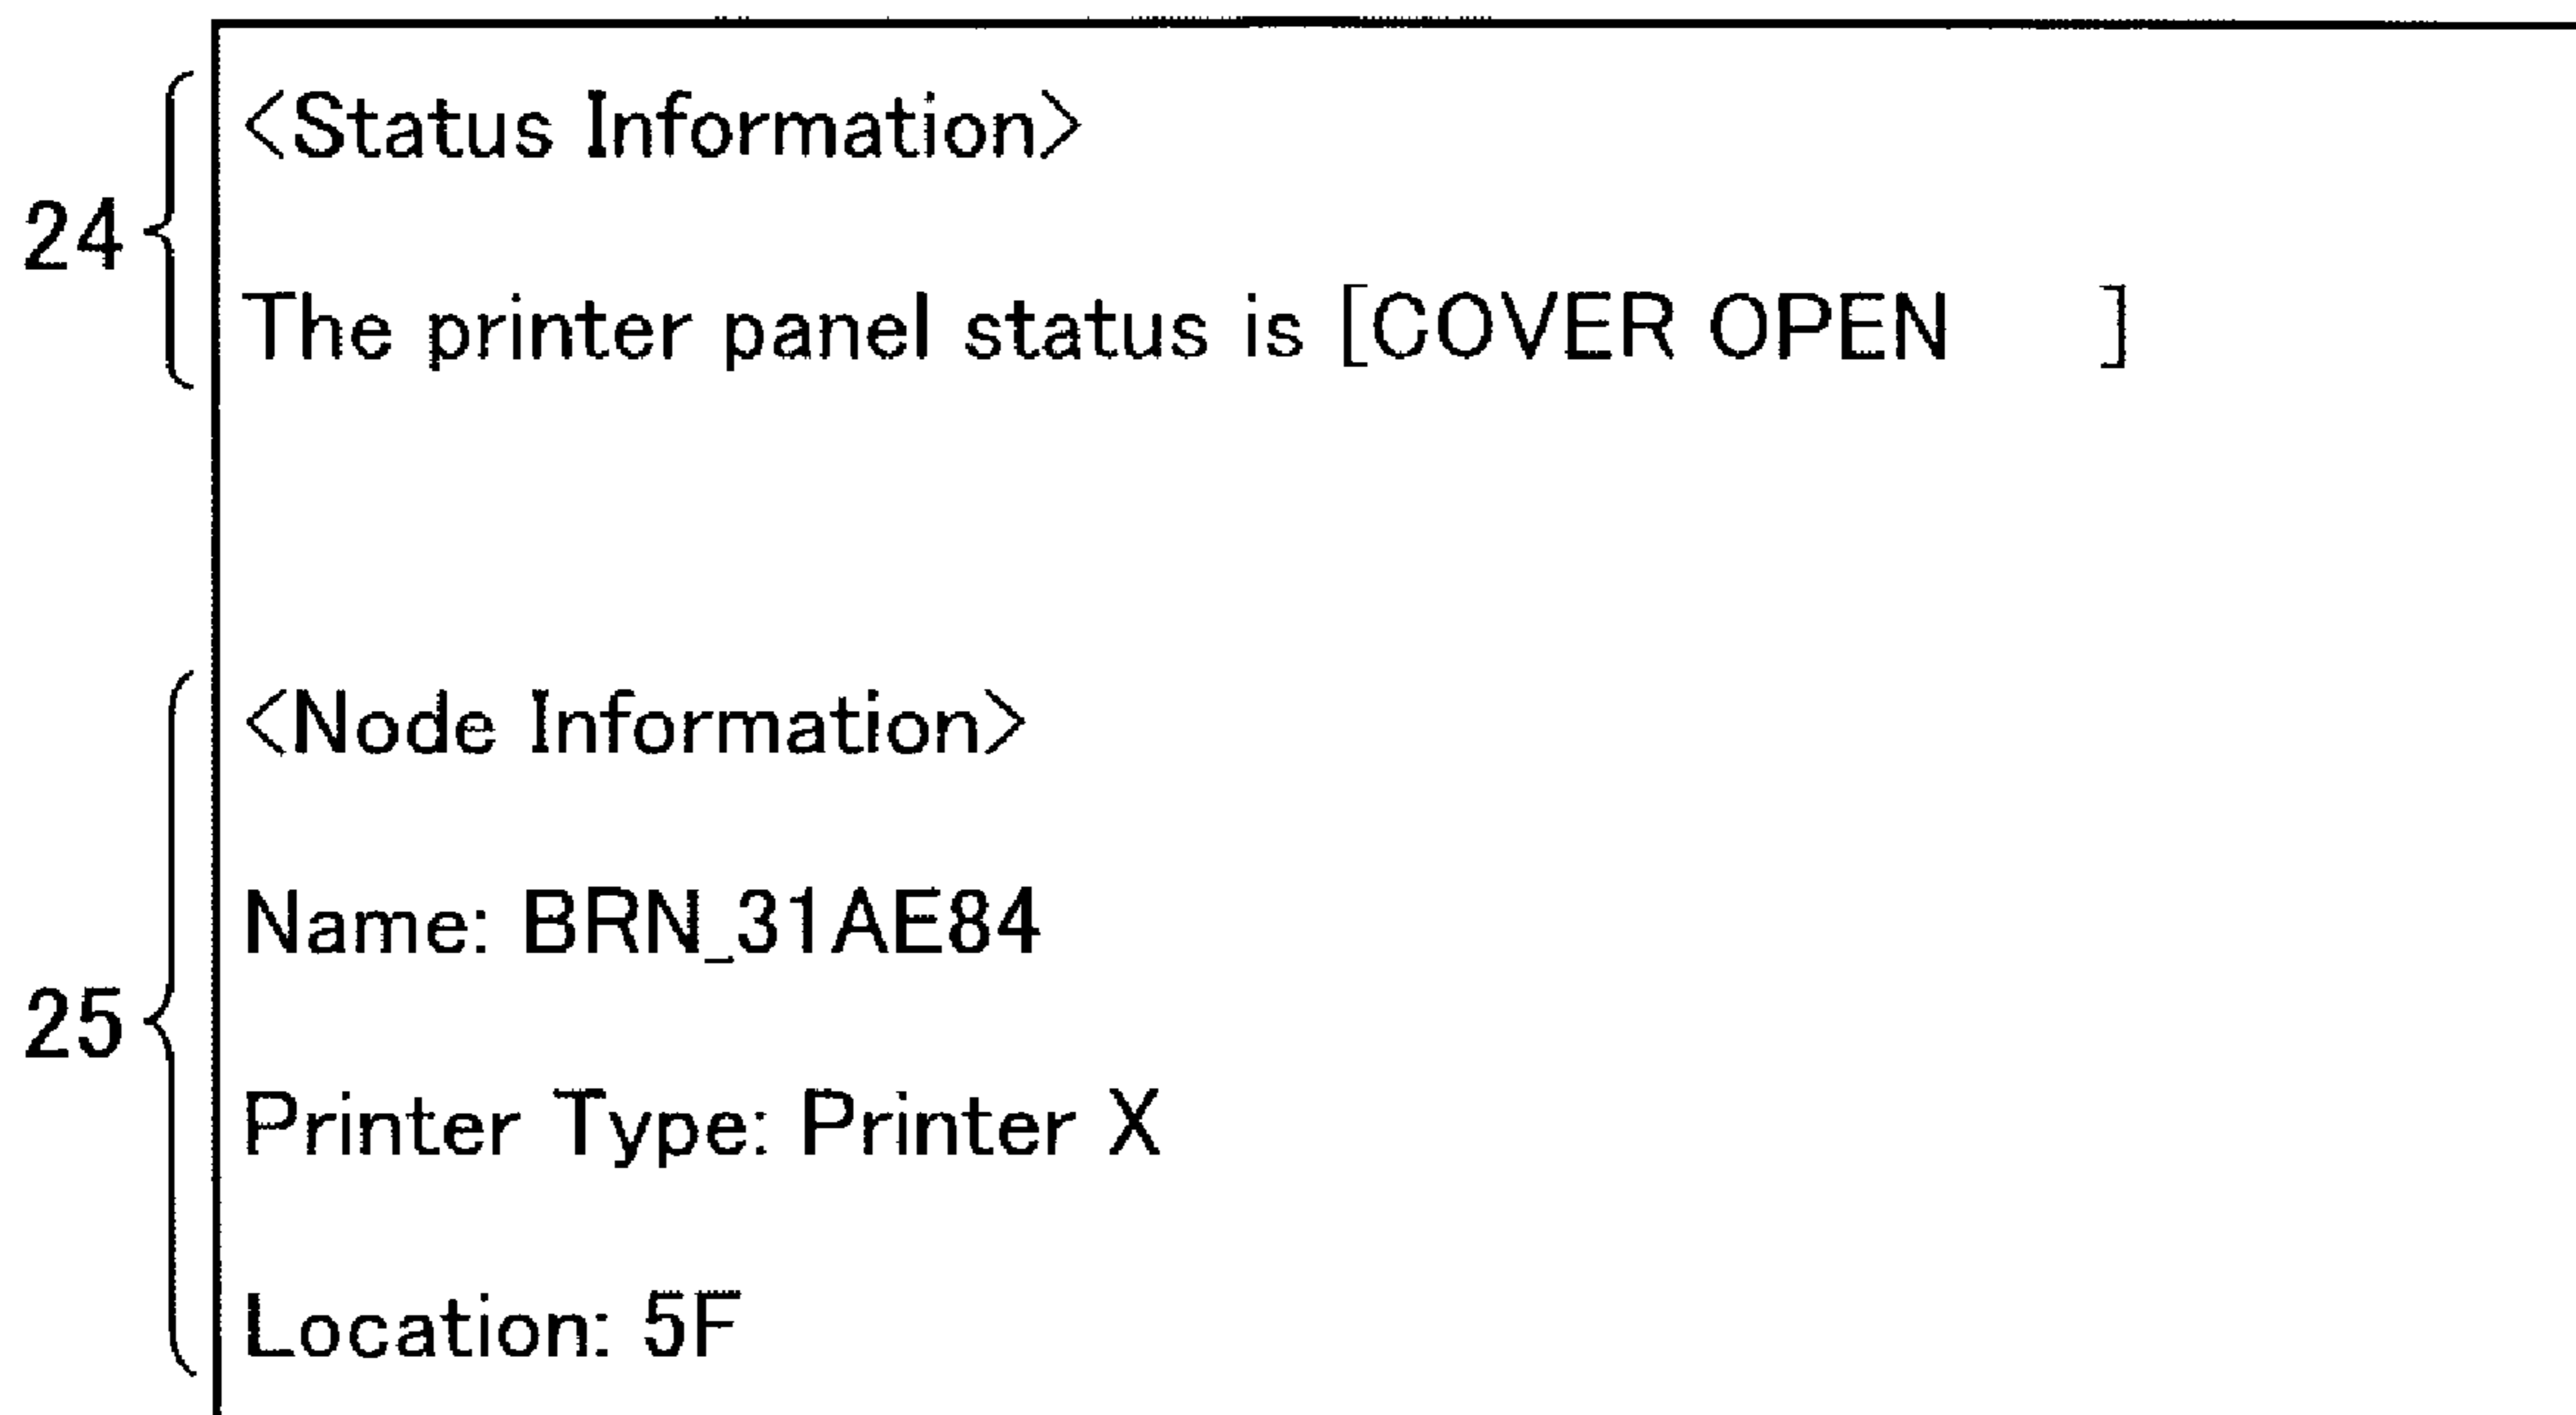 24
<Status Information>
The printer panel status is [COVER OPEN ]
25
<Node Information>
Name: BRN_31AE84
Printer Type: Printer X
Location: 5F